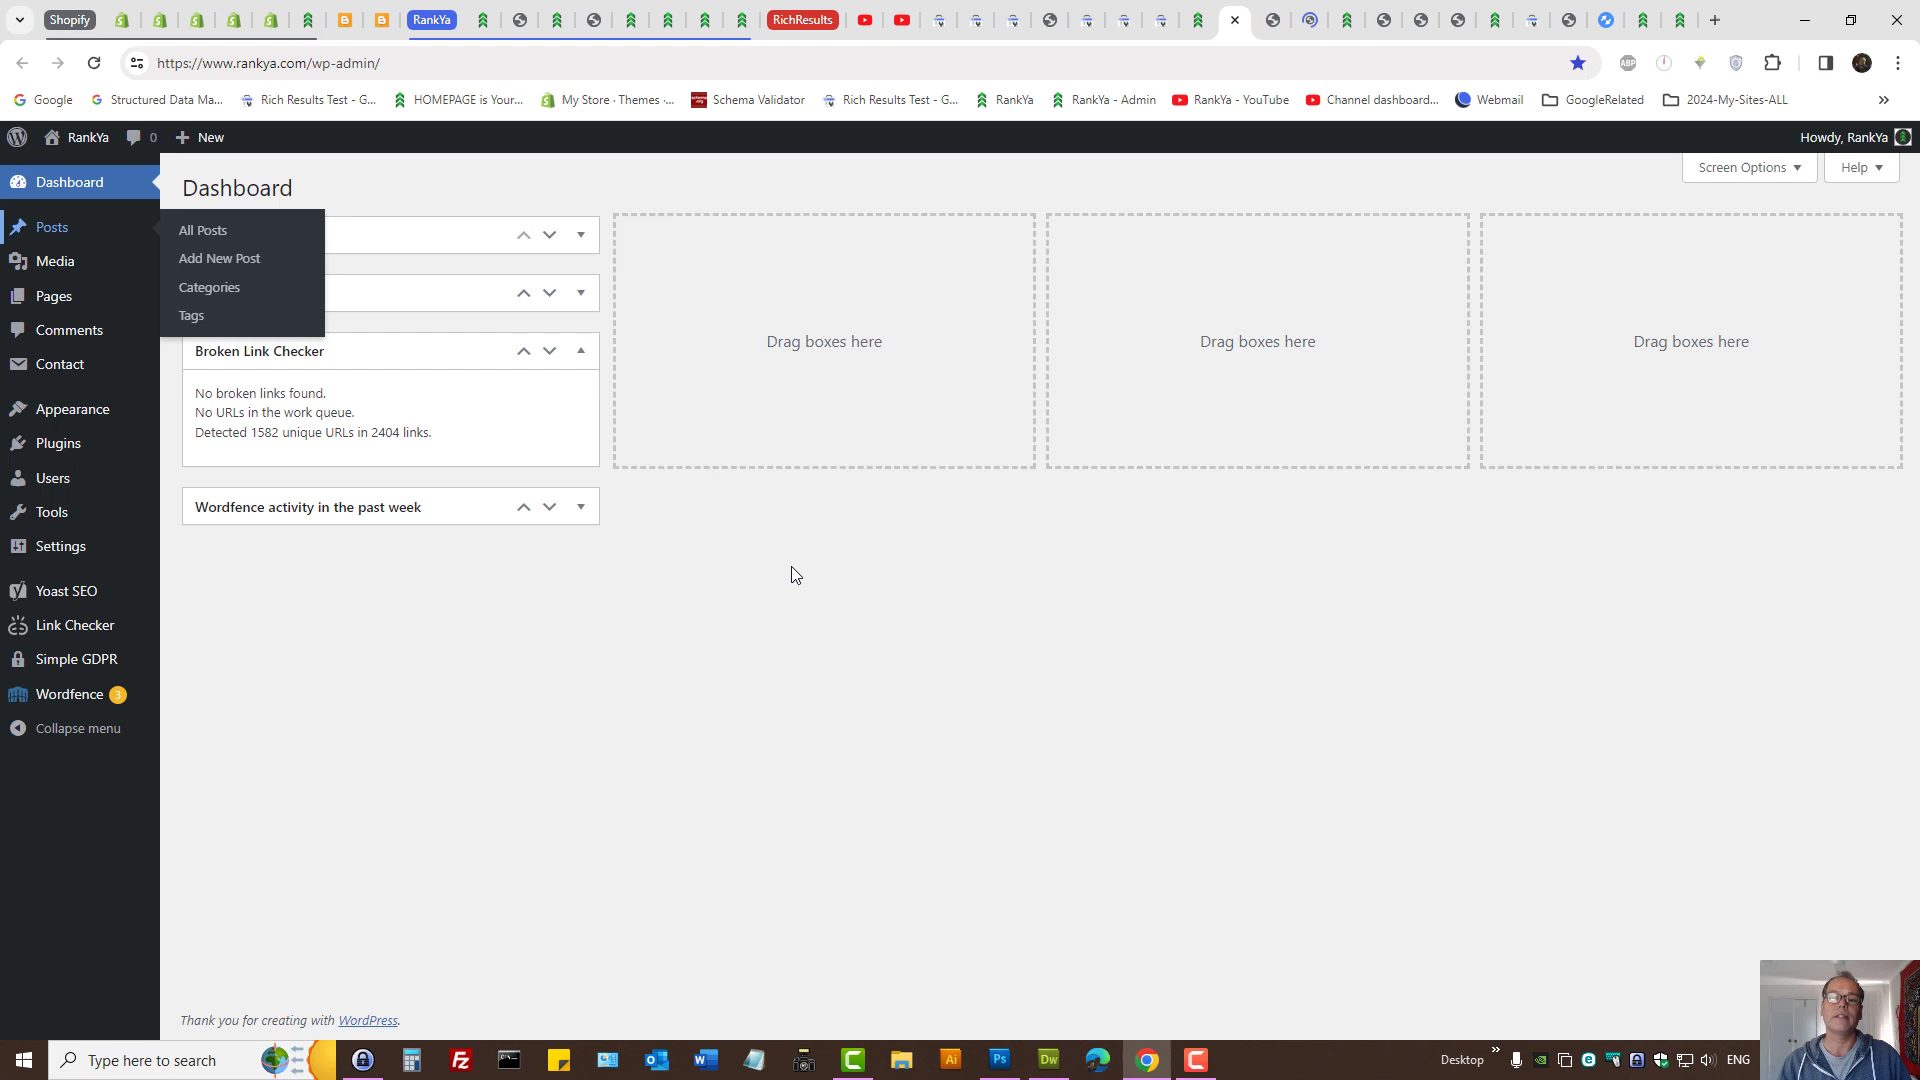 Shopify
RankYa
RichResults
https://www.rankya.com/wp-admin/
ABP
Google
Structured Data Ma...
Rich Results Test - G...
HOMEPAGE is Your...
My Store · Themes ·...
Schema Validator
Rich Results Test - G...
RankYa
RankYa - Admin
RankYa - YouTube
Channel dashboard...
Webmail
GoogleRelated
2024-My-Sites-ALL
RankYa
0
New
Howdy, RankYa
Dashboard
Posts
Media
Pages
Comments
Contact
Appearance
Plugins
Users
Tools
Settings
Yoast SEO
Link Checker
Simple GDPR
Wordfence 3
Collapse menu
All Posts
Add New Post
Categories
Tags
Dashboard
Screen Options
Help
Broken Link Checker
No broken links found.
No URLs in the work queue.
Detected 1582 unique URLs in 2404 links.
Wordfence activity in the past week
Drag boxes here
Drag boxes here
Drag boxes here
Thank you for creating with WordPress.
Type here to search
Fz
W
Ai
Ps
Dw
Desktop
ENG